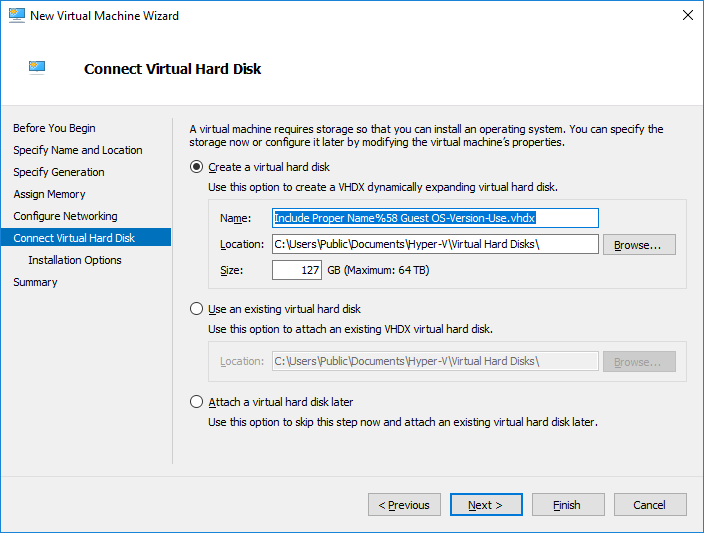 New Virtual Machine Wizard
Connect Virtual Hard Disk
Before You Begin
Specify Name and Location
Specify Generation
Assign Memory
Configure Networking
Connect Virtual Hard Disk
Installation Options
Summary
A virtual machine requires storage so that you can install an operating system. You can specify the
storage now or configure it later by modifying the virtual machine's properties.
Create a virtual hard disk
Use this option to create a VHDX dynamically expanding virtual hard disk.
Name: Include Proper Name%58 Guest OS-Version-Use.vhdx
Location: C:\Users\Public\Documents\Hyper-V\Virtual Hard Disks\ Browse...
Size: 127 GB (Maximum: 64 TB)
Use an existing virtual hard disk
Use this option to attach an existing VHDX virtual hard disk.
Location: C:\Users\Public\Documents\Hyper-V\Virtual Hard Disks\ Browse...
Attach a virtual hard disk later
Use this option to skip this step now and attach an existing virtual hard disk later.
< Previous Next > Finish Cancel